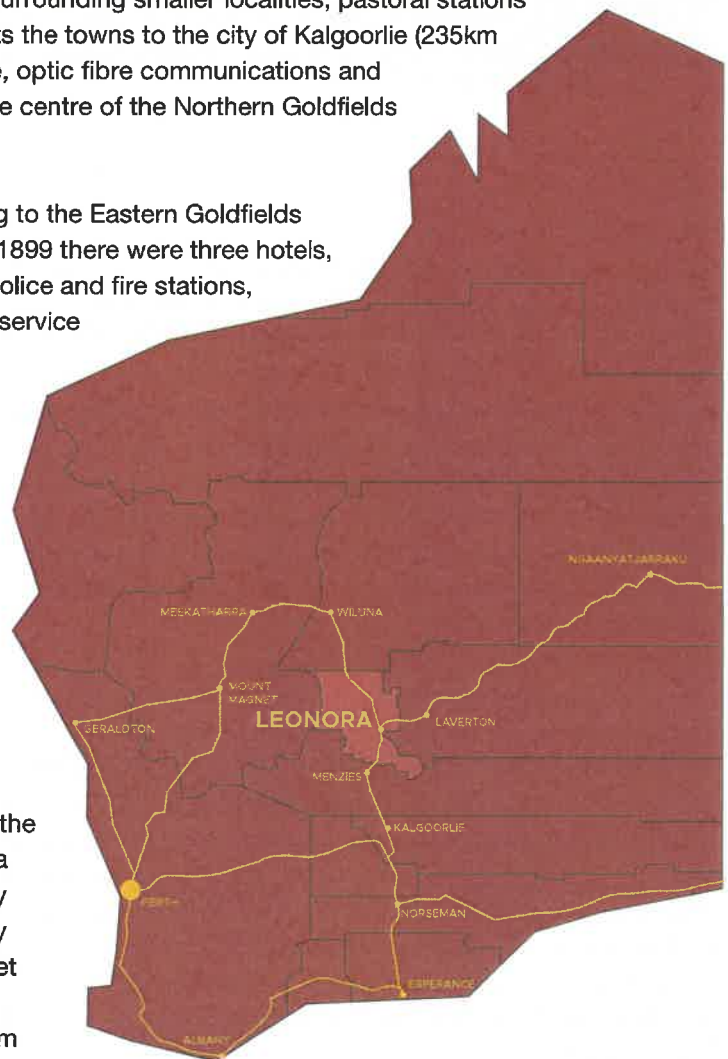 urrounding smaller localities, pastoral stations
ts the towns to the city of Kalgoorlie (235km
e, optic fibre communications and
e centre of the Northern Goldfields
g to the Eastern Goldfields
1899 there were three hotels,
olice and fire stations,
service
NGAANYATJARRAKU
MEEKATHARRA
WILUNA
MOUNT
MAGNET
LEONORA
LAVERTON
GERALDTON
MENZIES
KALGOORLIE
the
a
PERTH
y
NORSEMAN
y
et
ESPERANCE
m
ALBANY